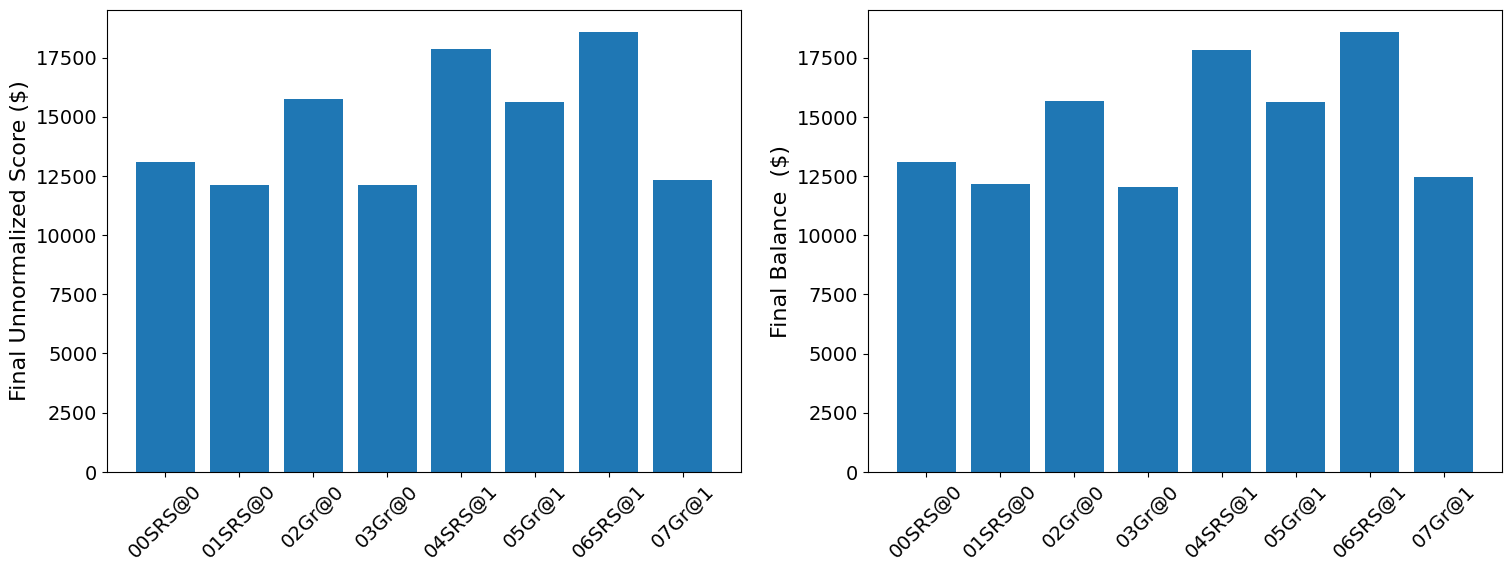 Final Unnormalized Score ($)
17500
15000
12500
10000
7500
5000
2500
0
00SRS@0
01SRS@0
02Gr@0
03Gr@0
04SRS@1
05Gr@1
06SRS@1
07Gr@1
Final Balance  ($)
17500
15000
12500
10000
7500
5000
2500
0
00SRS@0
01SRS@0
02Gr@0
03Gr@0
04SRS@1
05Gr@1
06SRS@1
07Gr@1